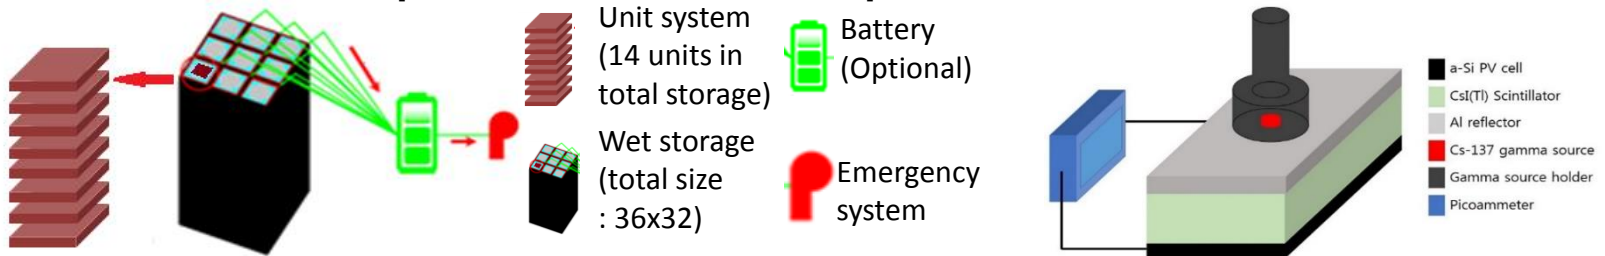 Unit system
(14 units in
total storage)
Wet storage
(total size
: 36x32)
Battery
(Optional)
Emergency
system
a-Si PV cell
CsI(Tl) Scintillator
Al reflector
Cs-137 gamma source
Gamma source holder
Picoammeter